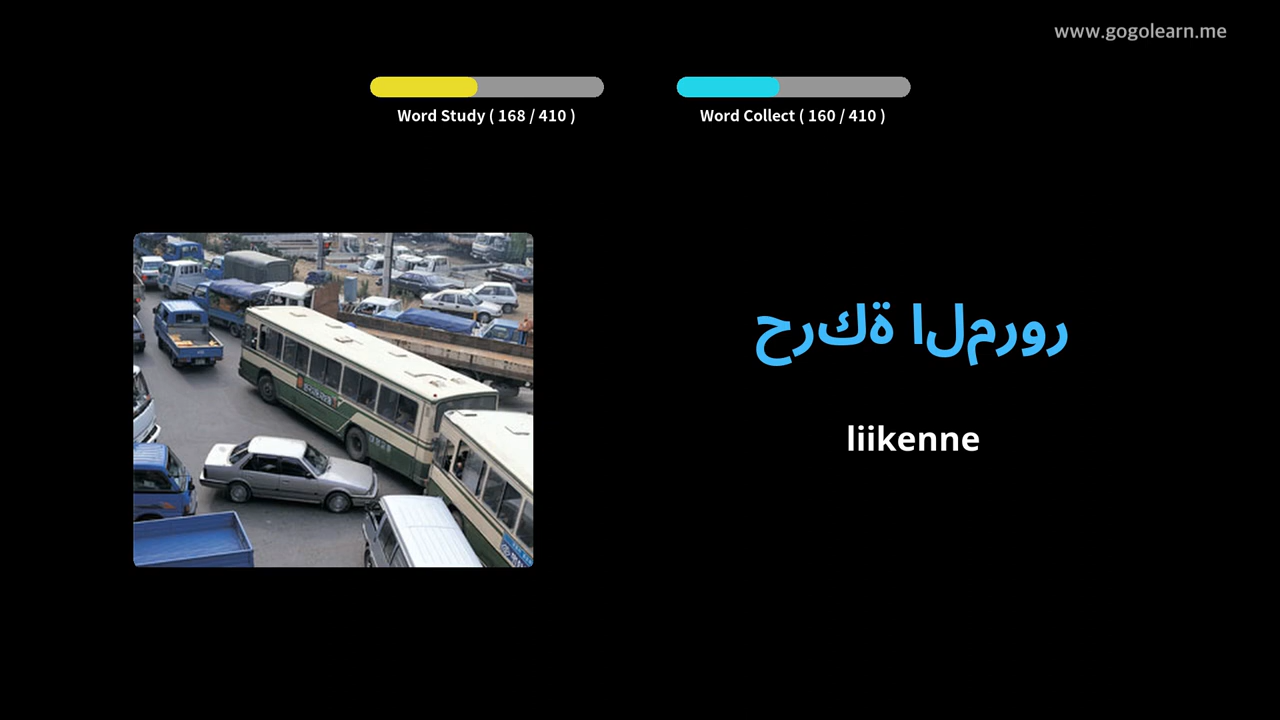 www.gogolearn.me
Word Study ( 168 / 410 )
Word Collect ( 160 / 410 )
حركة المرور
liikenne